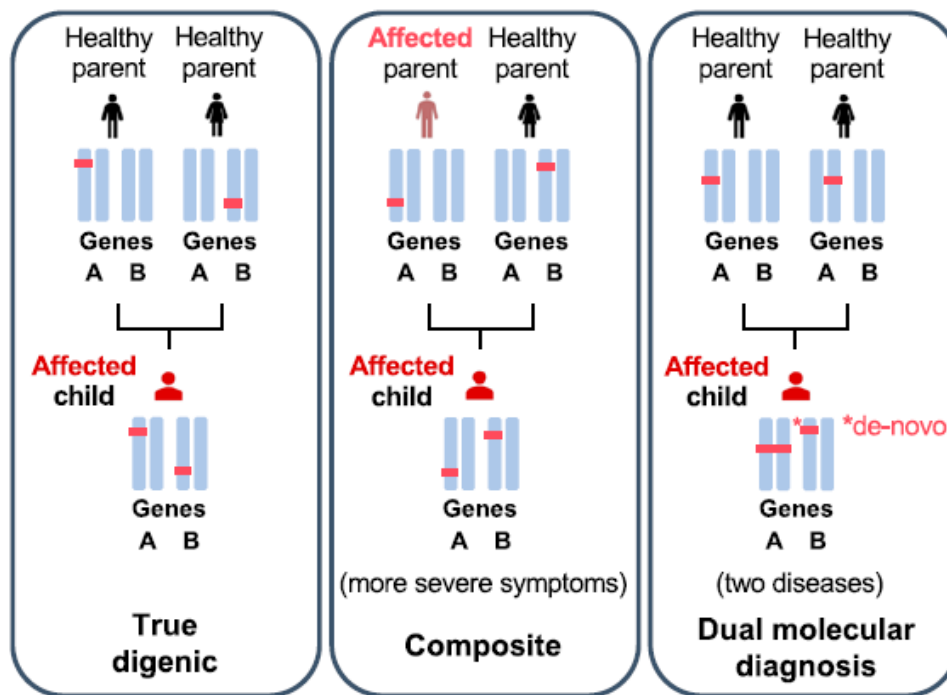 Healthy
parent
Healthy
parent
Genes
A B
Genes
A B
Affected
child
Genes
A B
True
digenic
Affected
parent
Healthy
parent
Genes
A B
Genes
A B
Affected
child
Genes
A B
(more severe symptoms)
Composite
Healthy
parent
Healthy
parent
Genes
A B
Genes
A B
Affected
child
*
*de-novo
Genes
A B
(two diseases)
Dual molecular
diagnosis